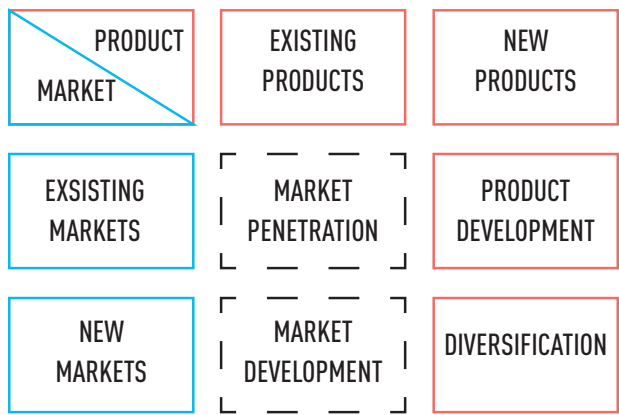 PRODUCT
MARKET
EXISTING
PRODUCTS
NEW
PRODUCTS
EXSISTING
MARKETS
MARKET
PENETRATION
PRODUCT
DEVELOPMENT
NEW
MARKETS
MARKET
DEVELOPMENT
DIVERSIFICATION